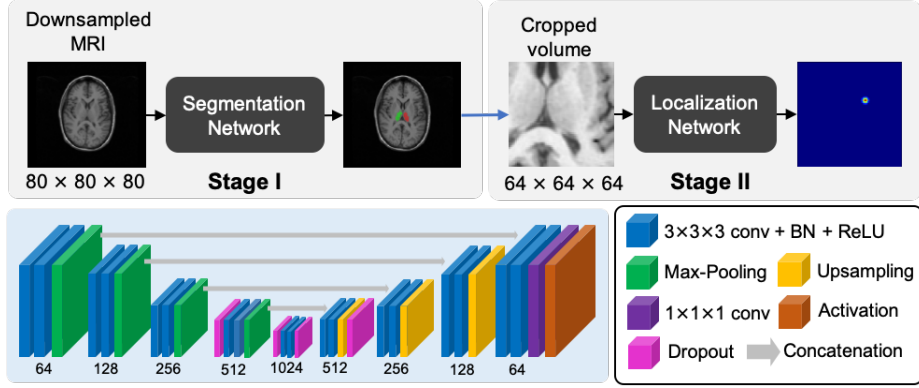 Downsampled
MRI
Segmentation
Network
80 × 80 × 80
Stage I
Cropped
volume
Localization
Network
64 × 64 × 64
Stage II
64
128
256
512
1024
512
256
128
64
3×3×3 conv + BN + ReLU
Max-Pooling
Upsampling
1×1×1 conv
Activation
Dropout
Concatenation